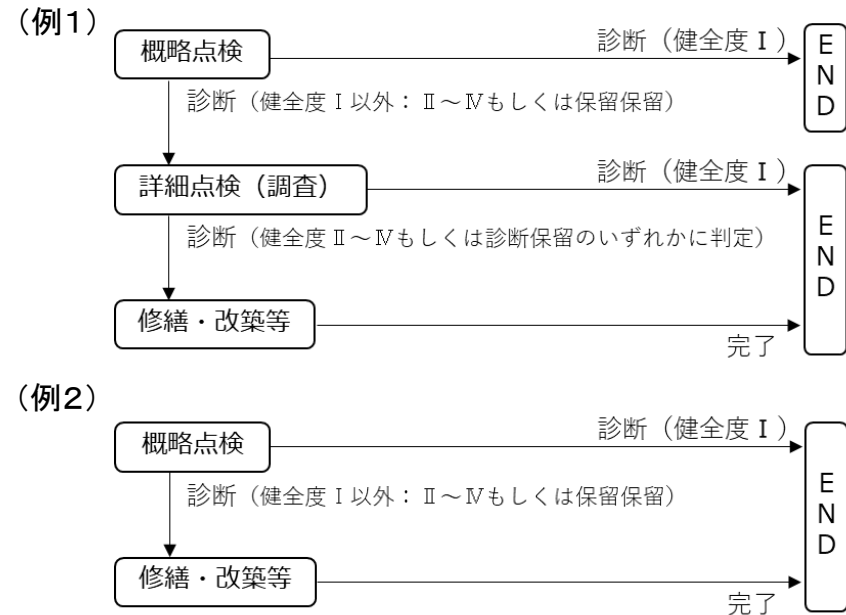 （例１）
概略点検
診断（健全度Ⅰ）
END
診断（健全度Ⅰ以外：Ⅱ～Ⅳもしくは保留保留）
詳細点検（調査）
診断（健全度Ⅰ）
END
診断（健全度Ⅱ～Ⅳもしくは診断保留のいずれかに判定）
修繕・改築等
完了
（例２）
概略点検
診断（健全度Ⅰ）
END
診断（健全度Ⅰ以外：Ⅱ～Ⅳもしくは保留保留）
修繕・改築等
完了